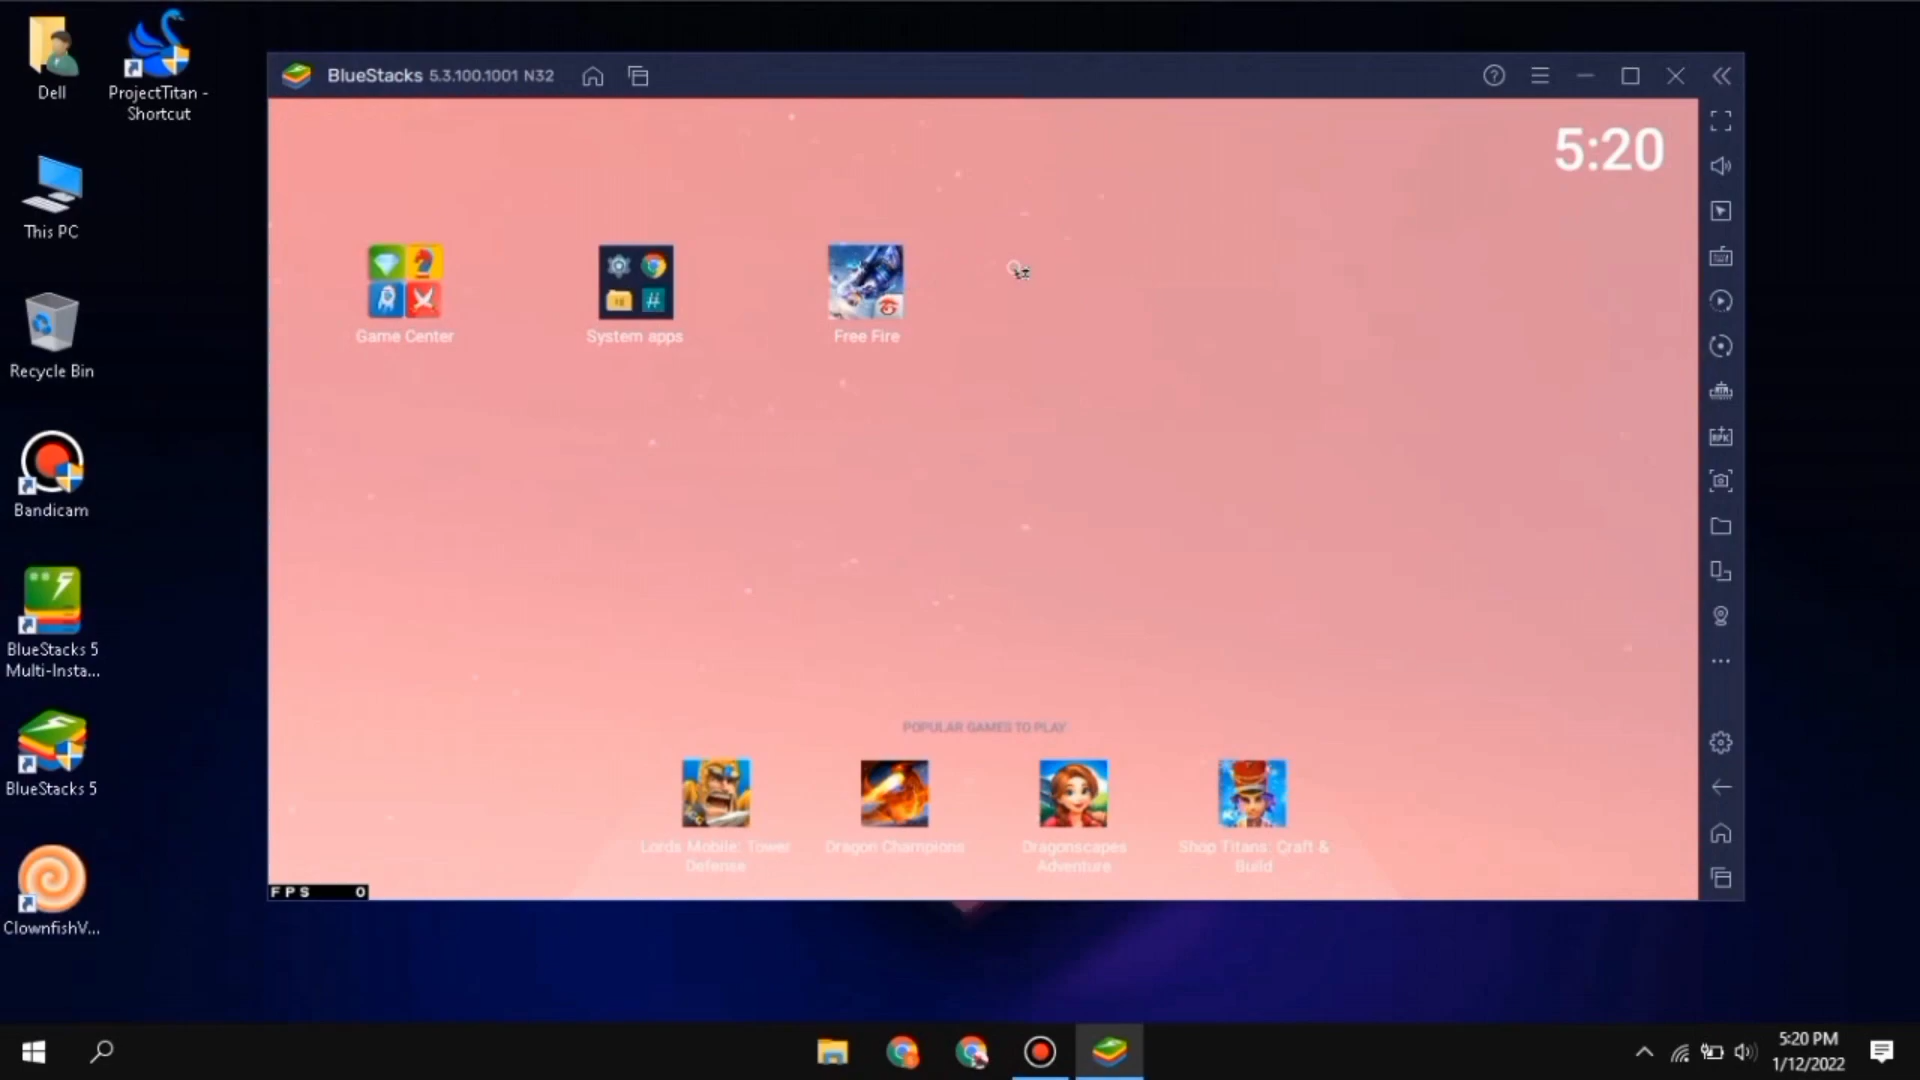 Dell
ProjectTitan -
Shortcut
This PC
Recycle Bin
Bandicam
BlueStacks 5
Multi-Insta...
BlueStacks 5
ClownfishV...
BlueStacks 5.3.100.1001 N32
5:20
Game Center
System apps
Free Fire
POPULAR GAMES TO PLAY
Lords Mobile: Tower
Defense
Dragon Champions
Dragonscapes
Adventure
Shop Titans: Craft &
Build
FPS 0
5:20 PM
1/12/2022